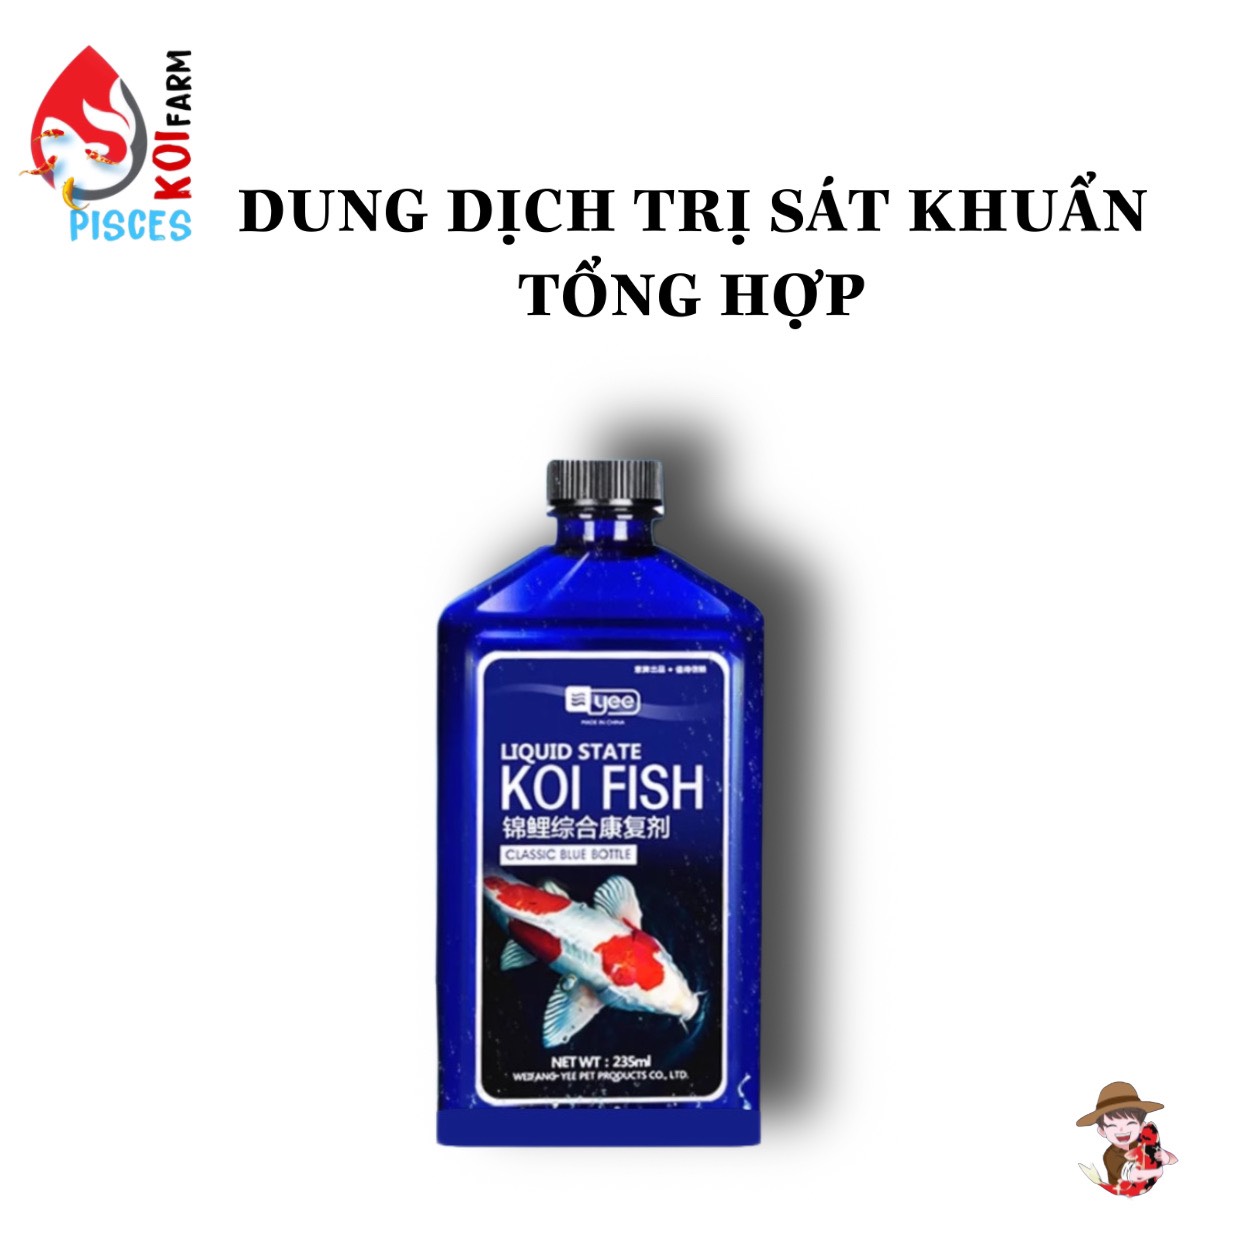 KOI FARM
PISCES
DUNG DỊCH TRỊ SÁT KHUẨN
TỔNG HỢP
yee
MADE IN CHINA
LIQUID STATE
KOI FISH
锦鲤综合康复剂
CLASSIC BLUE BOTTLE
NET WT : 235ml
WEIFANG YEE PET PRODUCTS CO., LTD.